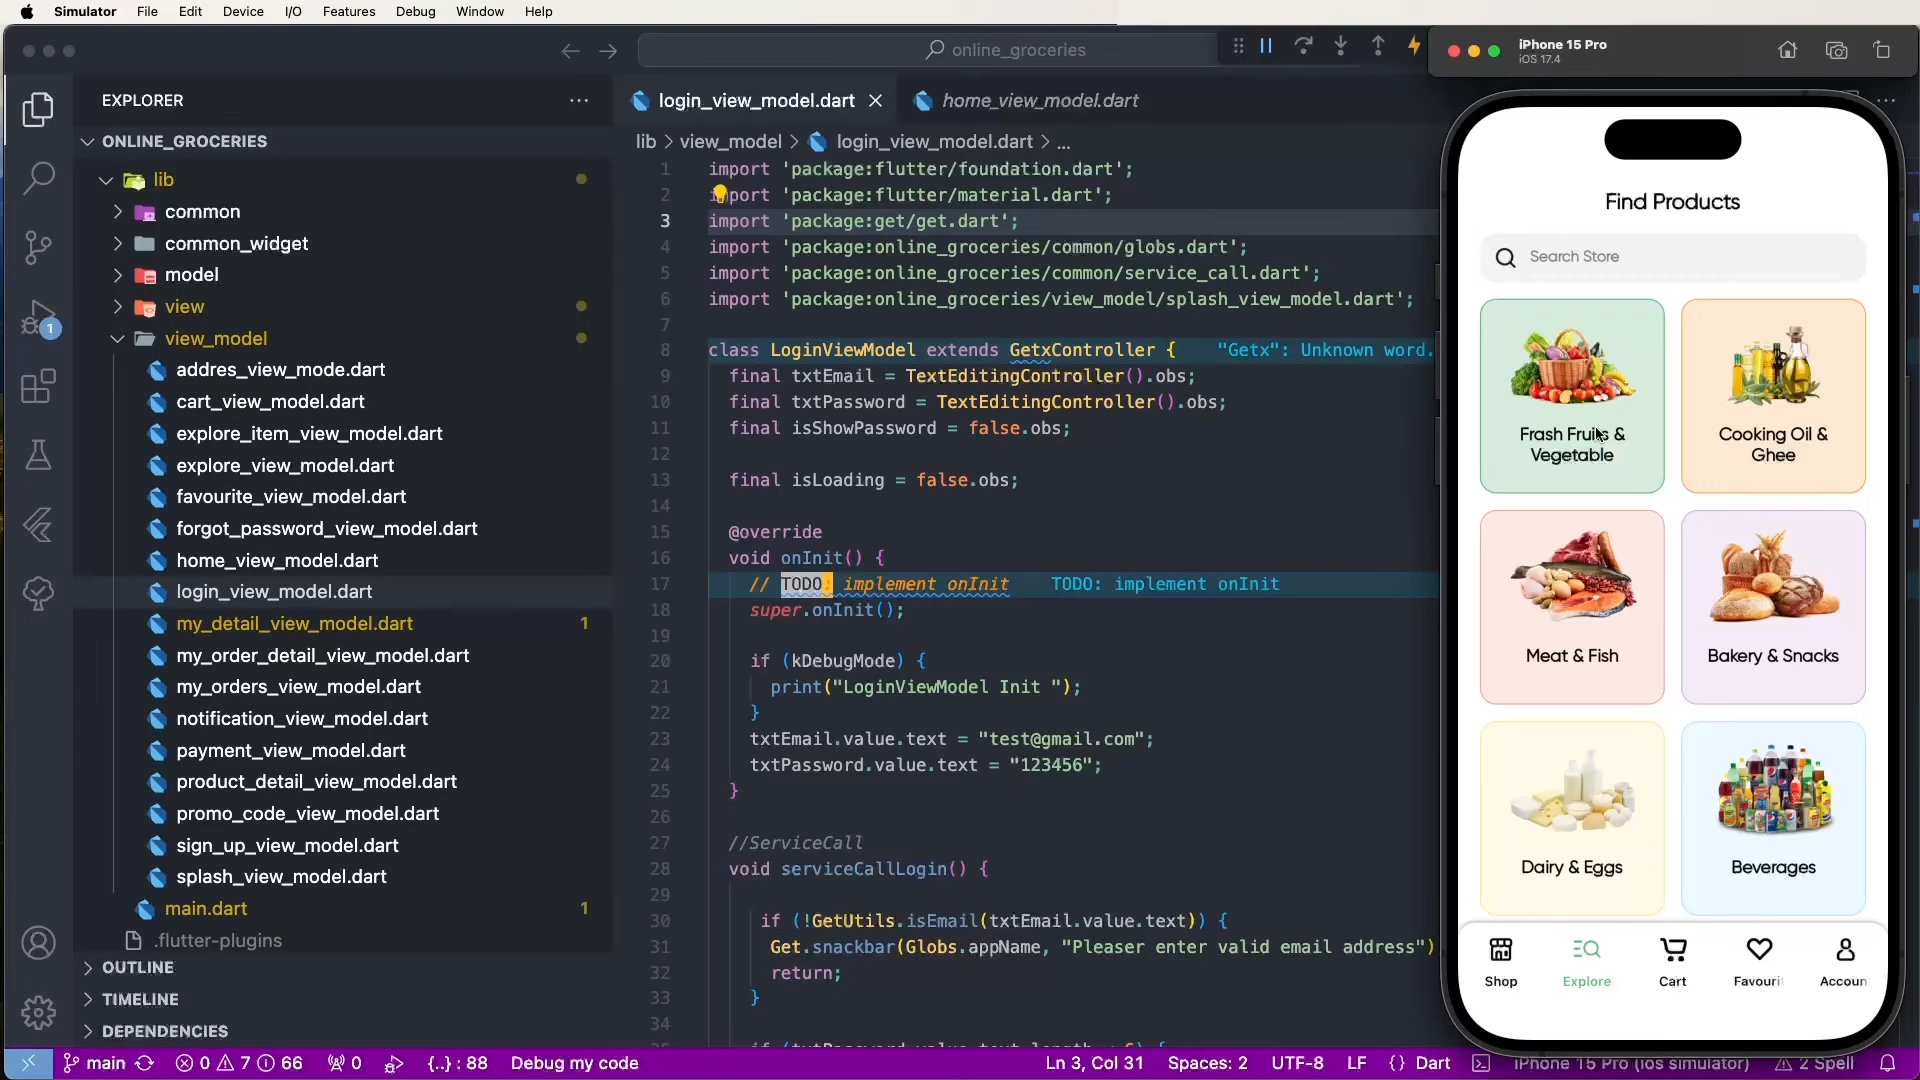 Simulator File Edit Device I/O Features Debug Window Help
online_groceries
iPhone 15 Pro
iOS 17.4
EXPLORER
ONLINE_GROCERIES
lib
common
common_widget
model
view
view_model
addres_view_mode.dart
cart_view_model.dart
explore_item_view_model.dart
explore_view_model.dart
favourite_view_model.dart
forgot_password_view_model.dart
home_view_model.dart
login_view_model.dart
my_detail_view_model.dart 1
my_order_detail_view_model.dart
my_orders_view_model.dart
notification_view_model.dart
payment_view_model.dart
product_detail_view_model.dart
promo_code_view_model.dart
sign_up_view_model.dart
splash_view_model.dart
main.dart 1
.flutter-plugins
OUTLINE
TIMELINE
DEPENDENCIES
1
login_view_model.dart home_view_model.dart
lib > view_model > login_view_model.dart > ...
1 import 'package:flutter/foundation.dart';
2 import 'package:flutter/material.dart';
3 import 'package:get/get.dart';
4 import 'package:online_groceries/common/globs.dart';
5 import 'package:online_groceries/common/service_call.dart';
6 import 'package:online_groceries/view_model/splash_view_model.dart';
7
8 class LoginViewModel extends GetxController { "Getx": Unknown word.
9 final txtEmail = TextEditingController().obs;
10 final txtPassword = TextEditingController().obs;
11 final isShowPassword = false.obs;
12
13 final isLoading = false.obs;
14
15 @override
16 void onInit() {
17 // TODO: implement onInit TODO: implement onInit
18 super.onInit();
19
20 if (kDebugMode) {
21 print("LoginViewModel Init ");
22 }
23 txtEmail.value.text = "test@gmail.com";
24 txtPassword.value.text = "123456";
25 }
26
27 //ServiceCall
28 void serviceCallLogin() {
29
30 if (!GetUtils.isEmail(txtEmail.value.text)) {
31 Get.snackbar(Globs.appName, "Pleaser enter valid email address")
32 return;
33 }
34
Find Products
Search Store
Frash Fruits &
Vegetable
Cooking Oil &
Ghee
Meat & Fish
Bakery & Snacks
Dairy & Eggs
Beverages
Shop Explore Cart Favouri Accoun
main 0 7 66 0 {..} : 88 Debug my code Ln 3, Col 31 Spaces: 2 UTF-8 LF {} Dart iPhone 15 Pro (ios simulator) 2 Spell